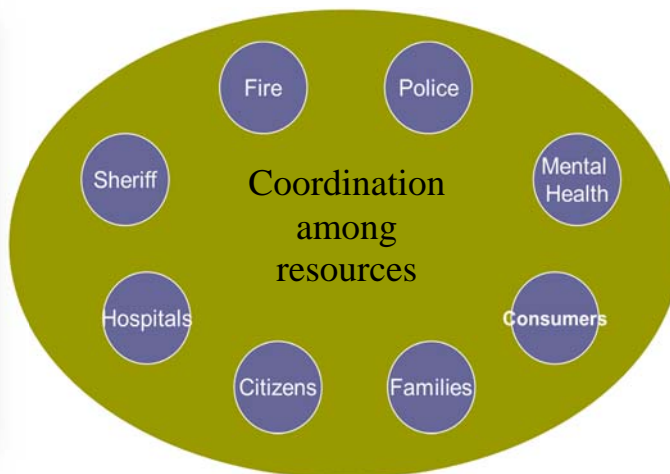 Fire
Police
Sheriff
Coordination
among
resources
Mental
Health
Hospitals
Consumers
Citizens
Families